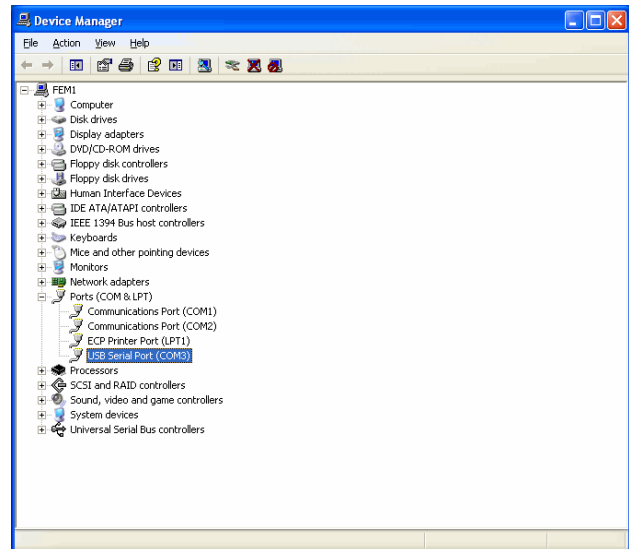 Device Manager
File Action View Help
FEM1
Computer
Disk drives
Display adapters
DVD/CD-ROM drives
Floppy disk controllers
Floppy disk drives
Human Interface Devices
IDE ATA/ATAPI controllers
IEEE 1394 Bus host controllers
Keyboards
Mice and other pointing devices
Monitors
Network adapters
Ports (COM & LPT)
Communications Port (COM1)
Communications Port (COM2)
ECP Printer Port (LPT1)
USB Serial Port (COM3)
Processors
SCSI and RAID controllers
Sound, video and game controllers
System devices
Universal Serial Bus controllers